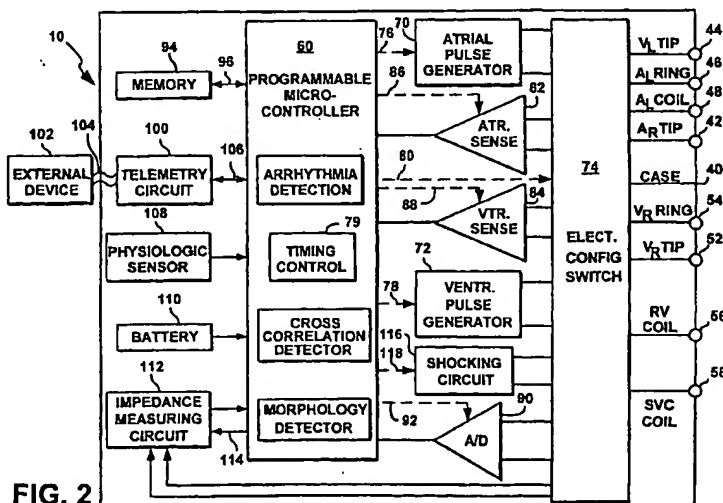 10
94
MEMORY
96
102
EXTERNAL
DEVICE
104
100
TELEMETRY
CIRCUIT
106
108
PHYSIOLOGIC
SENSOR
110
BATTERY
112
IMPEDANCE
MEASURING
CIRCUIT
114
60
PROGRAMMABLE
MICRO-
CONTROLLER
ARRHYTHMIA
DETECTION
79
TIMING
CONTROL
CROSS
CORRELATION
DETECTOR
MORPHOLOGY
DETECTOR
76
70
ATRIAL
PULSE
GENERATOR
86
82
ATR.
SENSE
80
88
84
VTR.
SENSE
72
78
VENTR.
PULSE
GENERATOR
116
118
SHOCKING
CIRCUIT
92
90
A/D
74
ELECT.
CONFIG
SWITCH
VL TIP
44
AL RING
46
AL COIL
48
AR TIP
42
CASE
40
VR RING
54
VR TIP
52
RV
COIL
56
58
SVC
COIL
FIG. 2